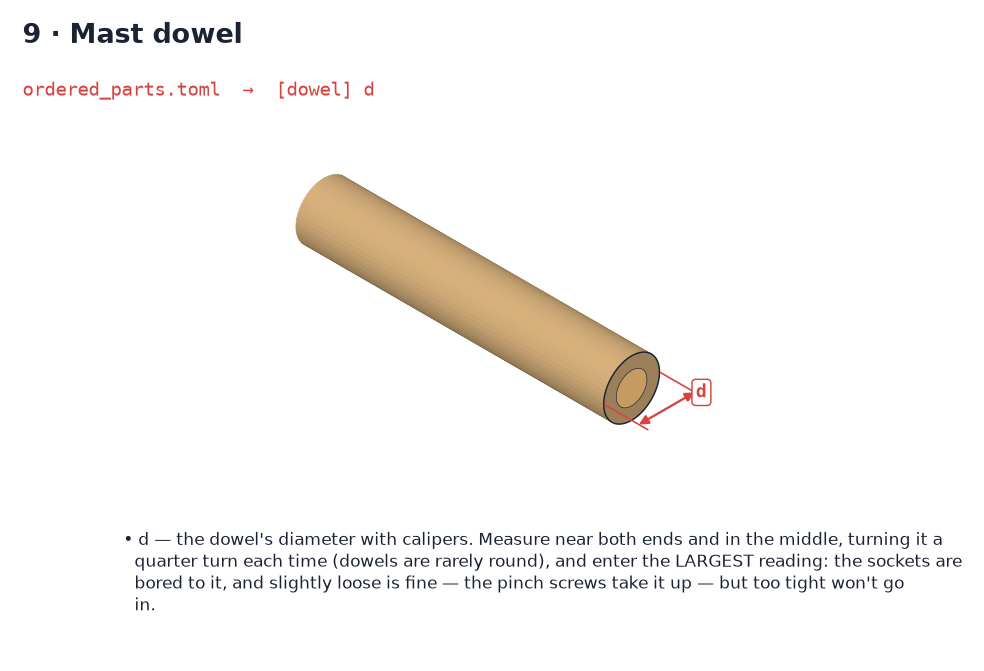 9 · Mast dowel
ordered_parts.toml → [dowel] d
d
• d — the dowel's diameter with calipers. Measure near both ends and in the middle, turning it a
quarter turn each time (dowels are rarely round), and enter the LARGEST reading: the sockets are
bored to it, and slightly loose is fine — the pinch screws take it up — but too tight won't go
in.